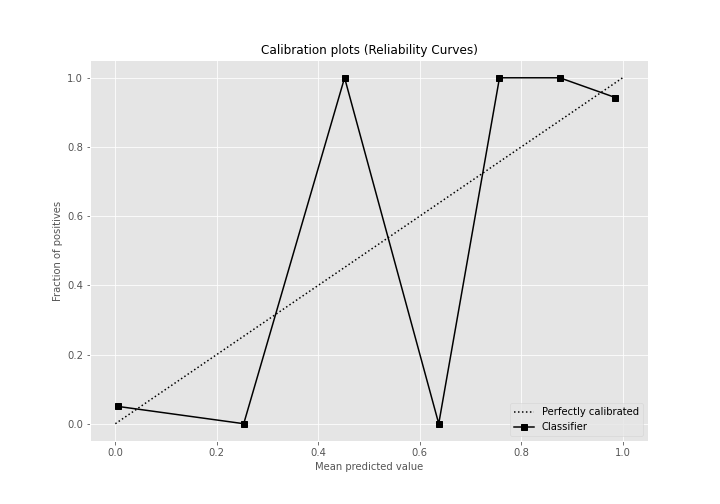 Calibration plots (Reliability Curves)
1.0
0.8
0.6
0.4
0.2
0.0
Fraction of positives
0.0 0.2 0.4 0.6 0.8 1.0
Mean predicted value
Perfectly calibrated
Classifier